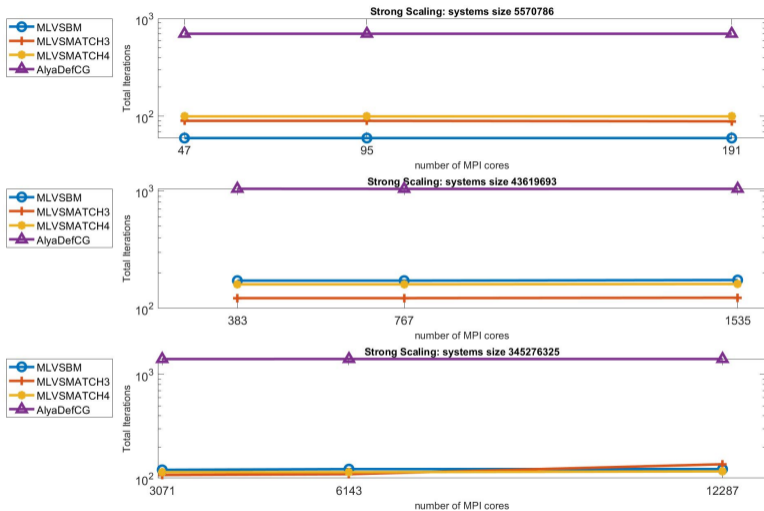 Strong Scaling: systems size 5570786
MLVSBM
MLVSMATCH3
MLVSMATCH4
AlyaDefCG
Total Iterations
10^3
10^2
47
95
191
number of MPI cores
Strong Scaling: systems size 43619693
MLVSBM
MLVSMATCH3
MLVSMATCH4
AlyaDefCG
Total Iterations
10^3
10^2
383
767
1535
number of MPI cores
Strong Scaling: systems size 345276325
MLVSBM
MLVSMATCH3
MLVSMATCH4
AlyaDefCG
Total Iterations
10^3
10^2
3071
6143
12287
number of MPI cores